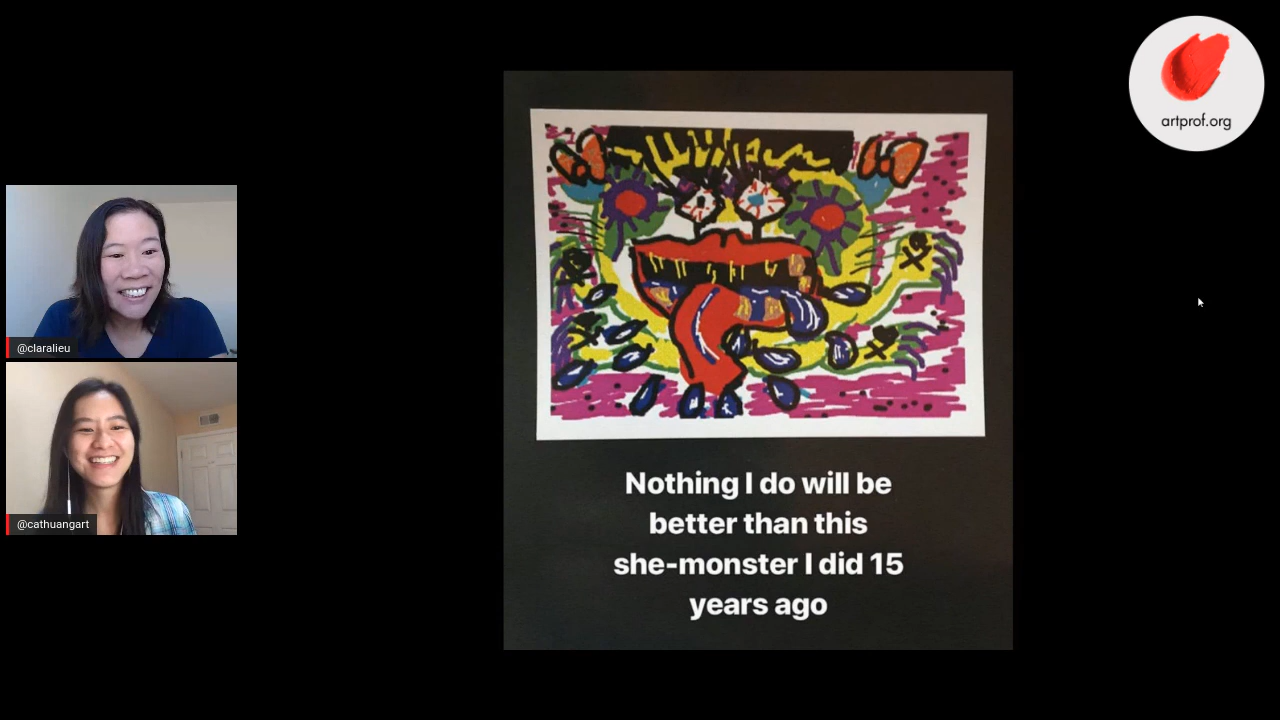 artprof.org
@claralieu
@cathuangart
Nothing I do will be
better than this
she-monster I did 15
years ago